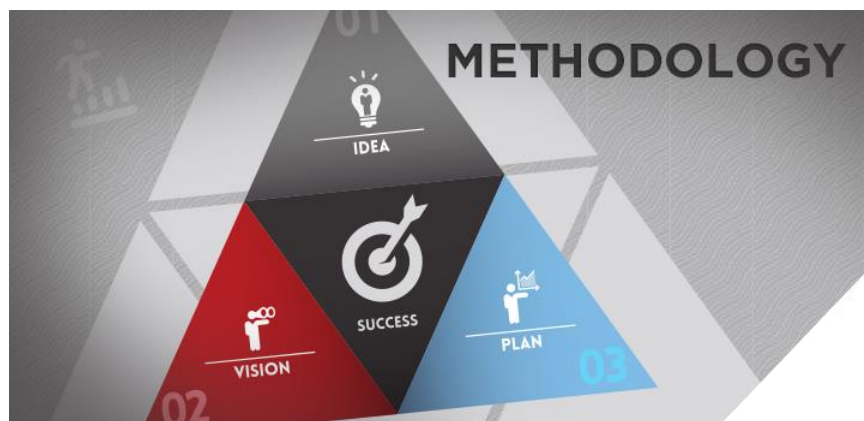 01
METHODOLOGY
IDEA
SUCCESS
VISION
PLAN
02
03